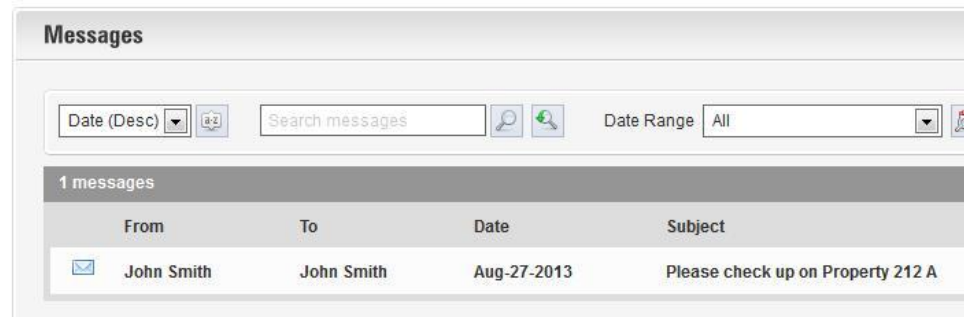 Messages
Date (Desc) a-z Search messages Date Range All
1 messages
From To Date Subject
John Smith John Smith Aug-27-2013 Please check up on Property 212 A